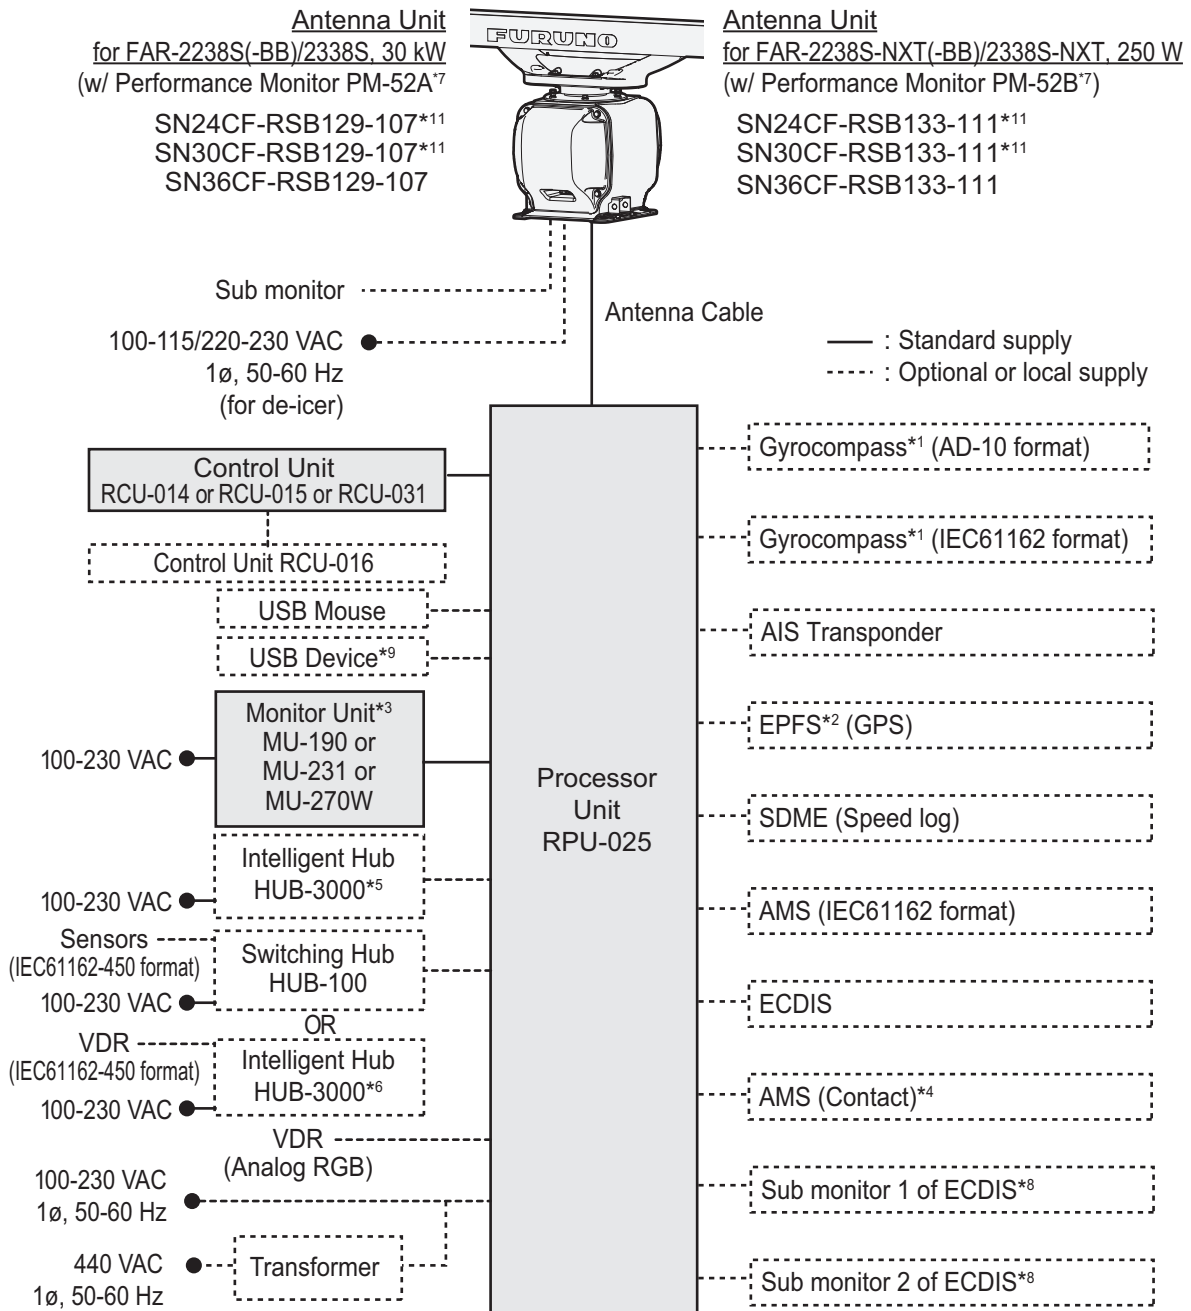 Antenna Unit
for FAR-2238S(-BB)/2338S, 30 kW
(w/ Performance Monitor PM-52A*7
SN24CF-RSB129-107*11
SN30CF-RSB129-107*11
SN36CF-RSB129-107
FURUNO
Antenna Unit
for FAR-2238S-NXT(-BB)/2338S-NXT, 250 W
(w/ Performance Monitor PM-52B*7)
SN24CF-RSB133-111*11
SN30CF-RSB133-111*11
SN36CF-RSB133-111
Sub monitor
100-115/220-230 VAC
1ø, 50-60 Hz
(for de-icer)
Antenna Cable
: Standard supply
: Optional or local supply
Control Unit
RCU-014 or RCU-015 or RCU-031
Control Unit RCU-016
USB Mouse
USB Device*9
Monitor Unit*3
MU-190 or
MU-231 or
MU-270W
100-230 VAC
Intelligent Hub
HUB-3000*5
100-230 VAC
Sensors
(IEC61162-450 format)
Switching Hub
HUB-100
100-230 VAC
OR
VDR
(IEC61162-450 format)
Intelligent Hub
HUB-3000*6
100-230 VAC
VDR
(Analog RGB)
100-230 VAC
1ø, 50-60 Hz
440 VAC
1ø, 50-60 Hz
Transformer
Processor
Unit
RPU-025
Gyrocompass*1 (AD-10 format)
Gyrocompass*1 (IEC61162 format)
AIS Transponder
EPFS*2 (GPS)
SDME (Speed log)
AMS (IEC61162 format)
ECDIS
AMS (Contact)*4
Sub monitor 1 of ECDIS*8
Sub monitor 2 of ECDIS*8